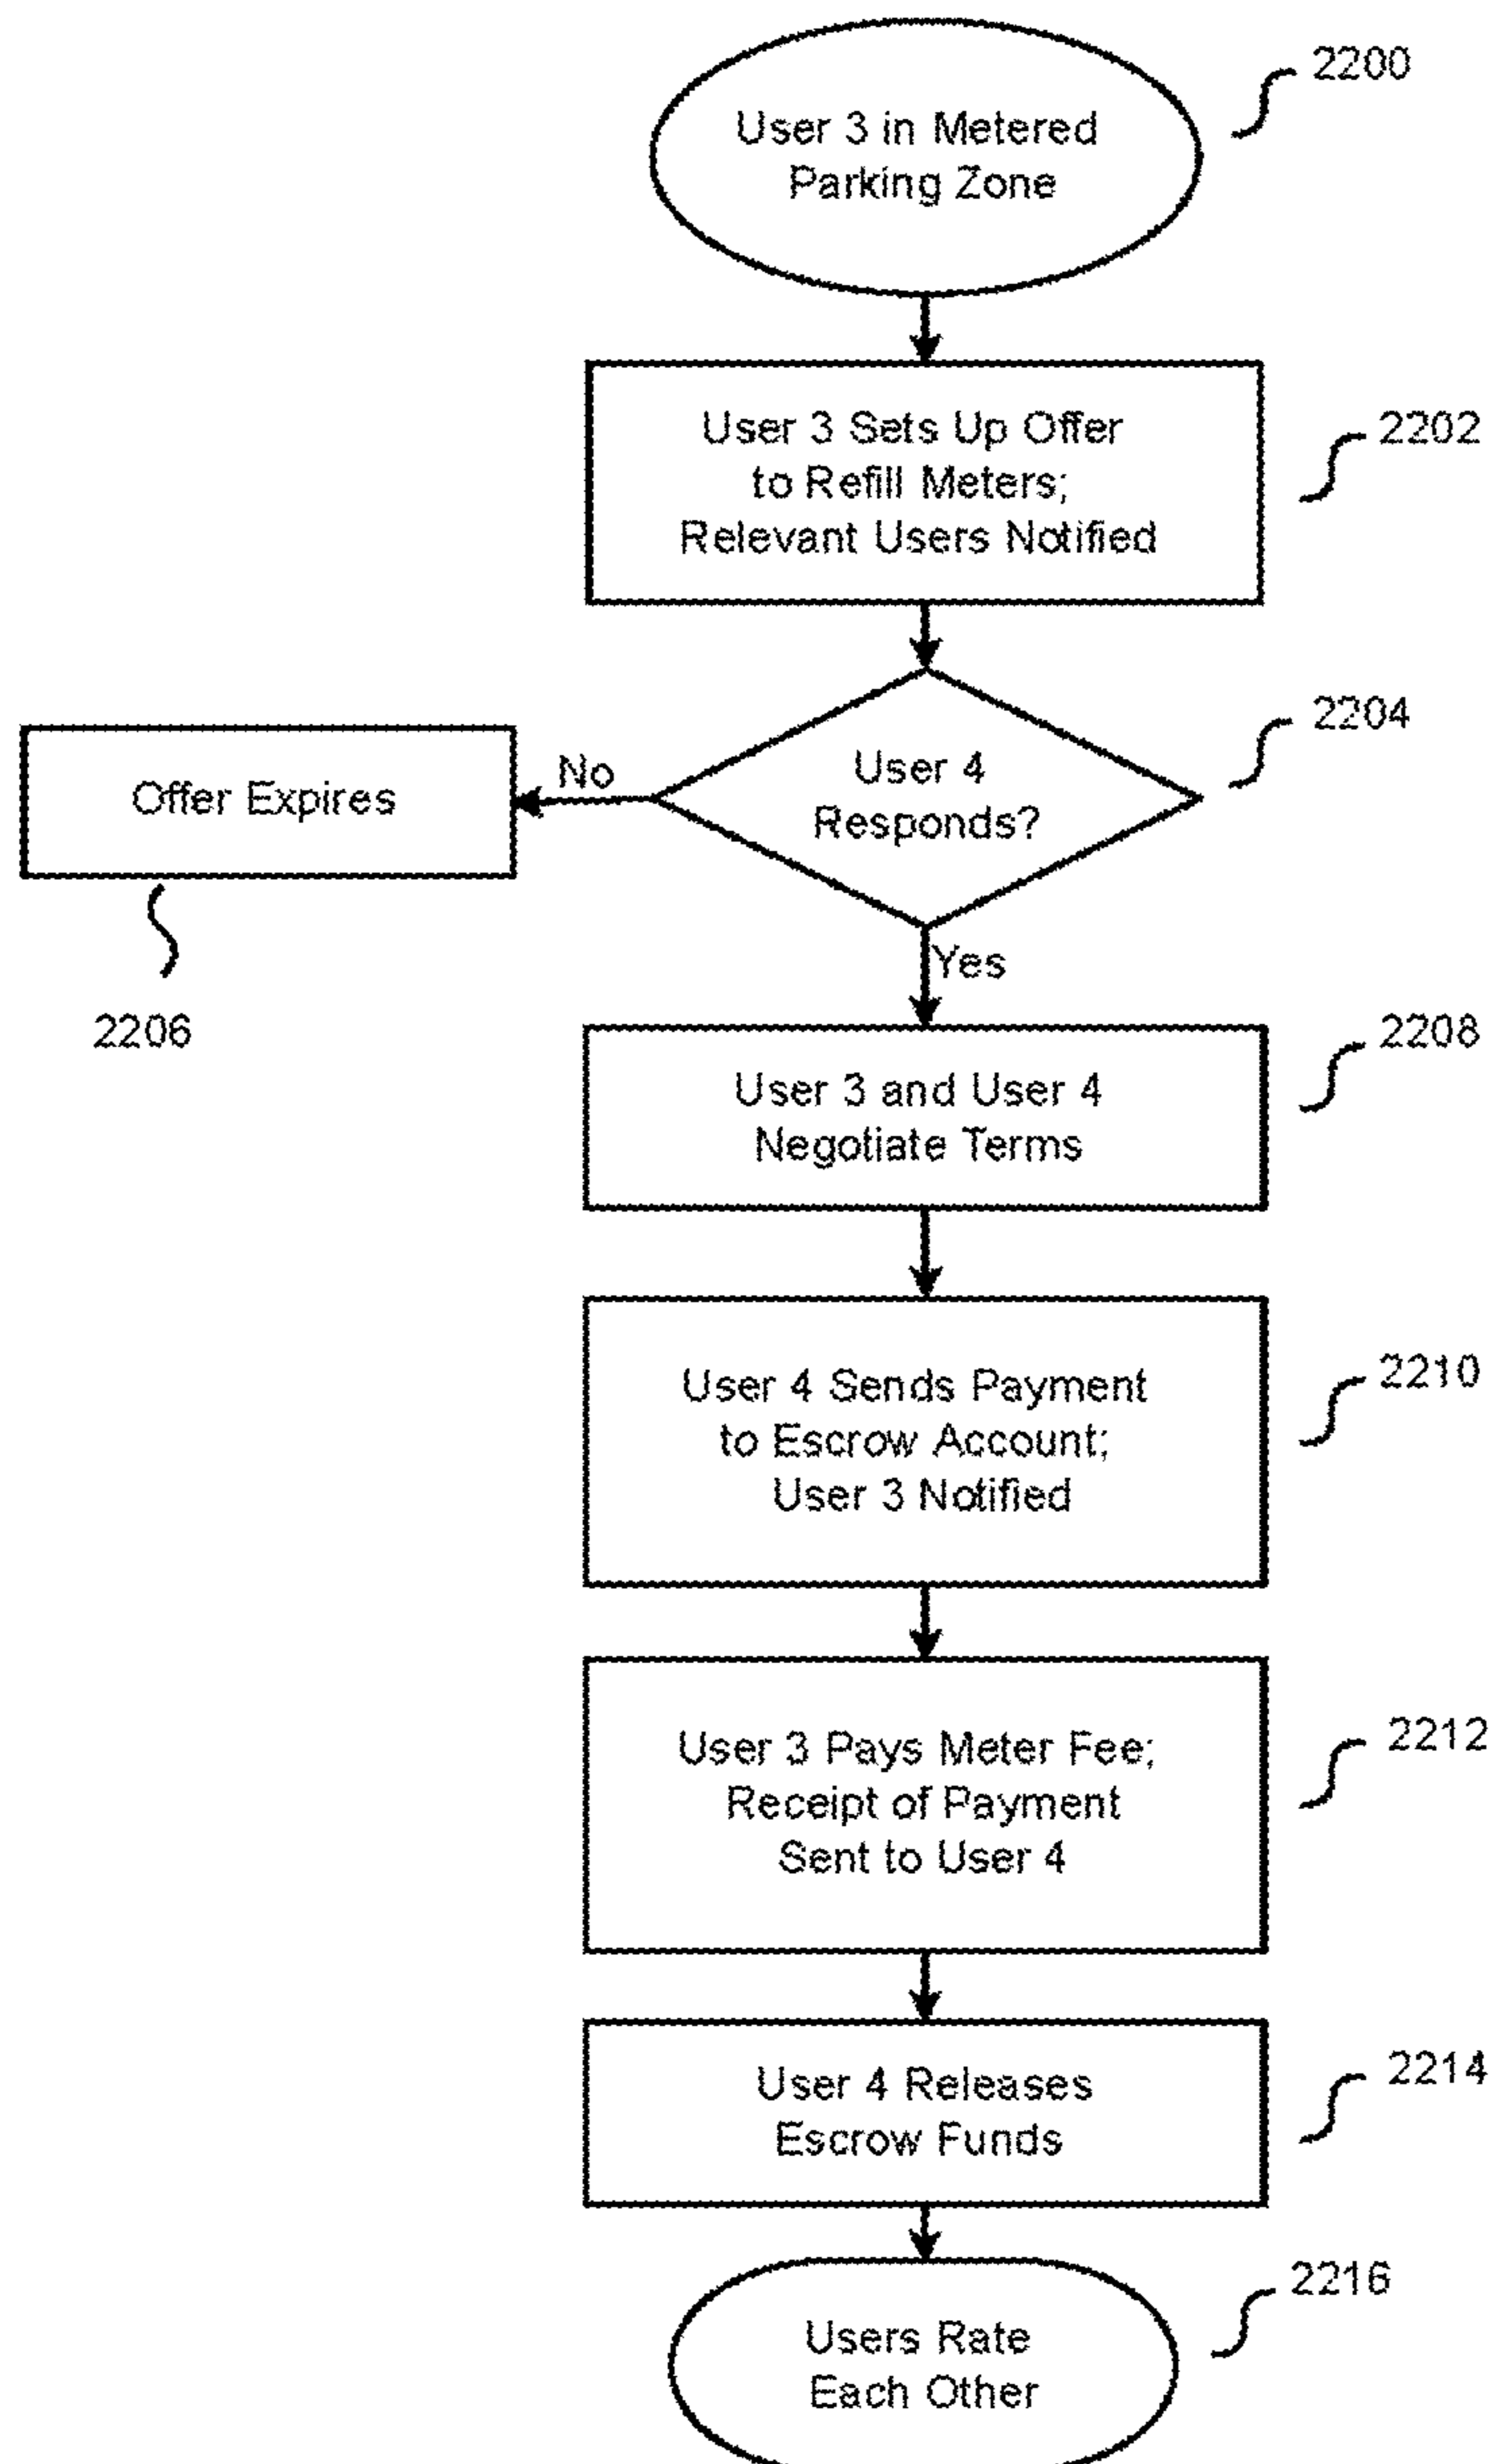 2200
User 3 in Metered
Parking Zone
2202
User 3 Sets Up Offer
to Refill Meters;
Relevant Users Notified
2204
User 4
Responds?
No
Offer Expires
2206
Yes
2208
User 3 and User 4
Negotiate Terms
2210
User 4 Sends Payment
to Escrow Account;
User 3 Notified
2212
User 3 Pays Meter Fee;
Receipt of Payment
Sent to User 4
2214
User 4 Releases
Escrow Funds
2216
Users Rate
Each Other